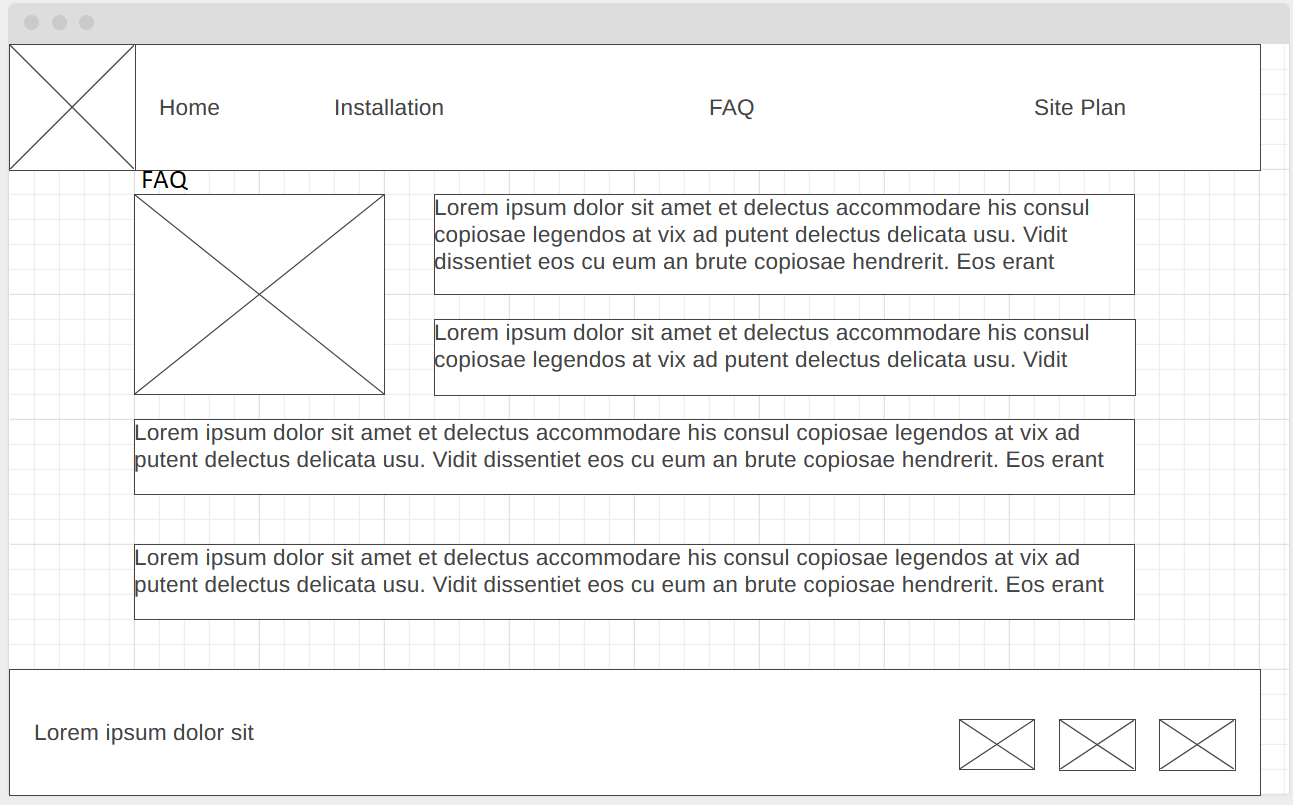 Home
Installation
FAQ
Site Plan
FAQ
Lorem ipsum dolor sit amet et delectus accommodare his consul
copiosae legendos at vix ad putent delectus delicata usu. Vidit
dissentiet eos cu eum an brute copiosae hendrerit. Eos erant
Lorem ipsum dolor sit amet et delectus accommodare his consul
copiosae legendos at vix ad putent delectus delicata usu. Vidit
Lorem ipsum dolor sit amet et delectus accommodare his consul copiosae legendos at vix ad
putent delectus delicata usu. Vidit dissentiet eos cu eum an brute copiosae hendrerit. Eos erant
Lorem ipsum dolor sit amet et delectus accommodare his consul copiosae legendos at vix ad
putent delectus delicata usu. Vidit dissentiet eos cu eum an brute copiosae hendrerit. Eos erant
Lorem ipsum dolor sit